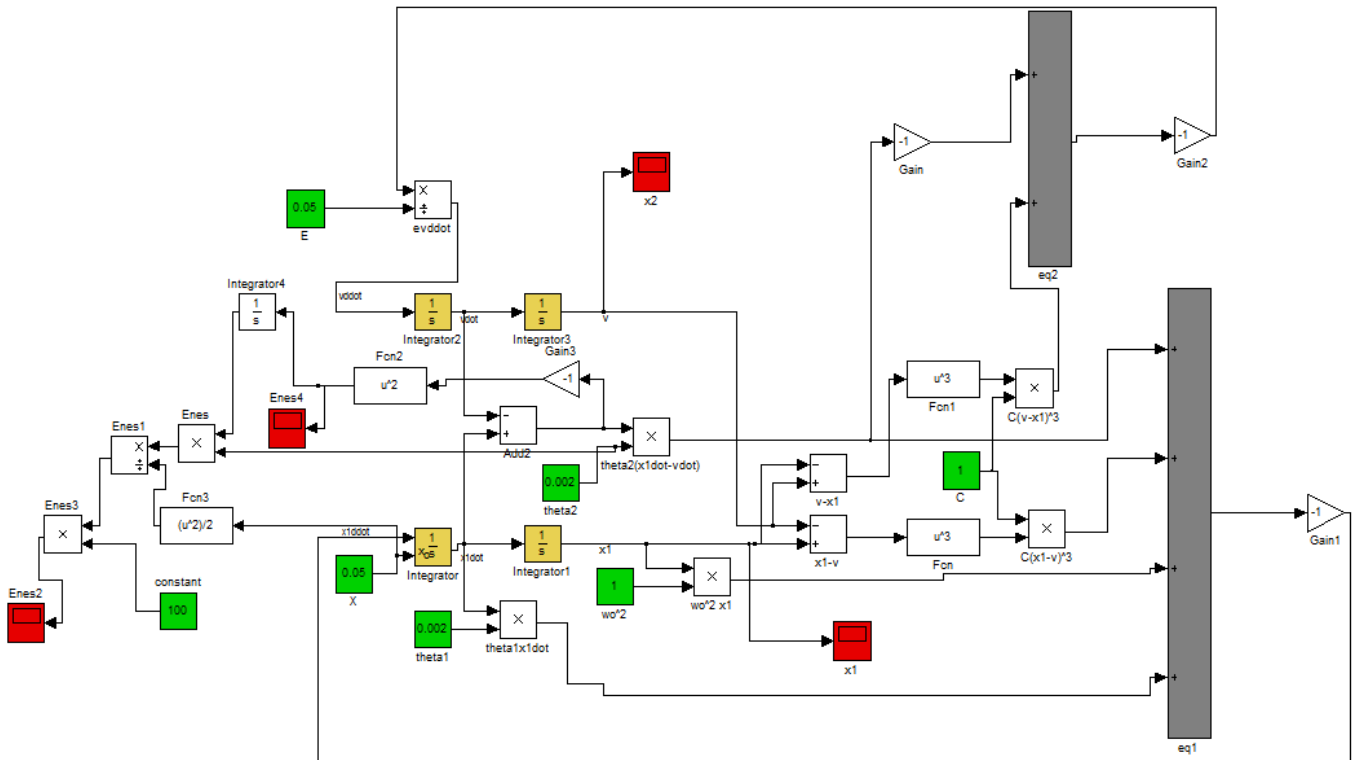 +
-1
Gain
-1
Gain2
x2
0.05
E
×
÷
evddot
+
eq2
Integrator4
1
s
vddot
1
s
Integrator2
vdot
1
s
Integrator3
v
Gain3
-1
Fcn2
u^2
Enes4
Enes1
×
÷
Enes
×
−
+
Add2
×
theta2(x1dot-vdot)
0.002
theta2
Fcn3
(u^2)/2
Enes3
×
constant
100
Enes2
x1ddot
xo
1
s
Integrator
x1dot
0.05
X
1
s
Integrator1
x1
−
+
v-x1
−
+
x1-v
u^3
Fcn1
×
C(v-x1)^3
1
C
u^3
Fcn
×
C(x1-v)^3
1
wo^2
×
wo^2 x1
0.002
theta1
×
theta1x1dot
x1
+
+
+
+
eq1
-1
Gain1